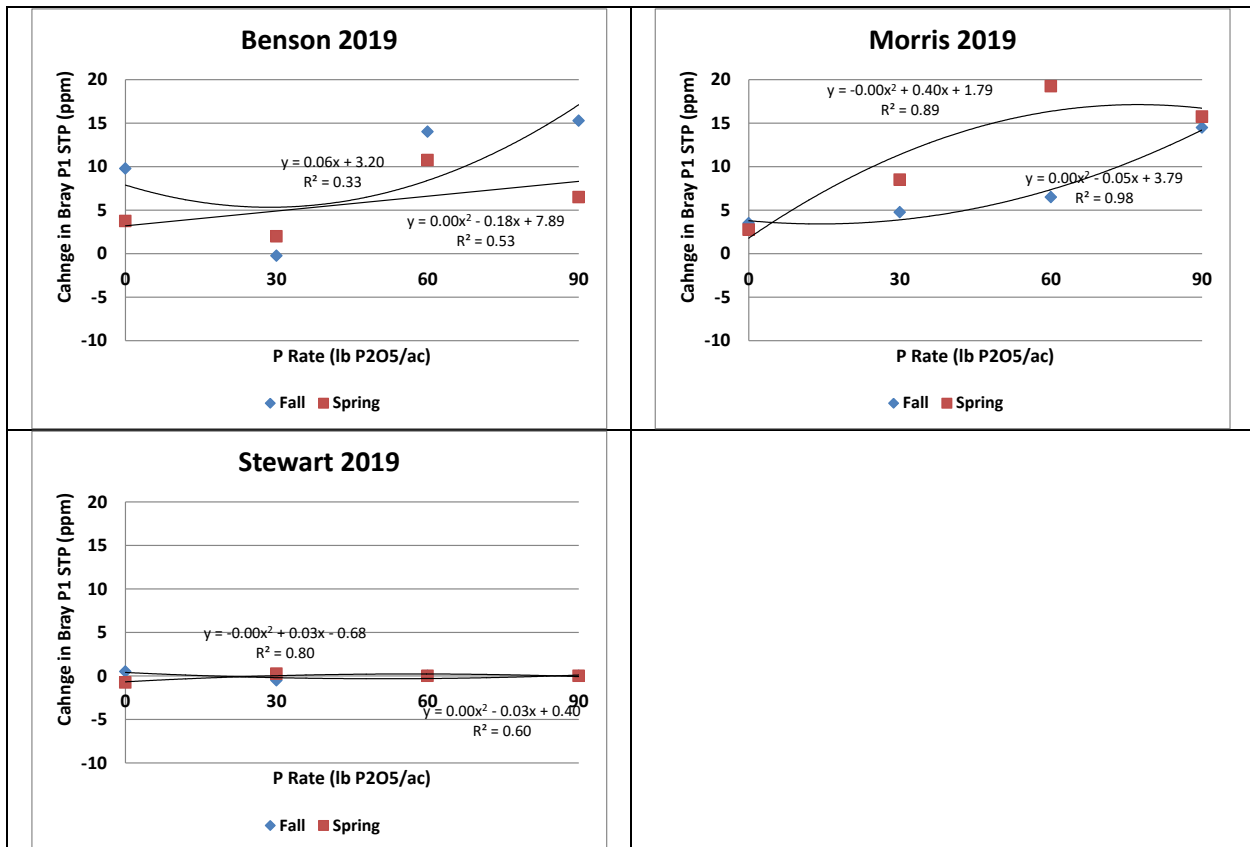 Benson 2019
Cahnge in Bray P1 STP (ppm)
20
15
10
5
0
-5
-10
y = 0.06x + 3.20
R² = 0.33
y = 0.00x² - 0.18x + 7.89
R² = 0.53
0 30 60 90
P Rate (lb P2O5/ac)
Fall Spring
Morris 2019
Cahnge in Bray P1 STP (ppm)
20
15
10
5
0
-5
-10
y = -0.00x² + 0.40x + 1.79
R² = 0.89
y = 0.00x² - 0.05x + 3.79
R² = 0.98
0 30 60 90
P Rate (lb P2O5/ac)
Fall Spring
Stewart 2019
Cahnge in Bray P1 STP (ppm)
20
15
10
5
0
-5
-10
y = -0.00x² + 0.03x - 0.68
R² = 0.80
0 30 60 90
y = 0.00x² - 0.03x + 0.40
R² = 0.60
P Rate (lb P2O5/ac)
Fall Spring